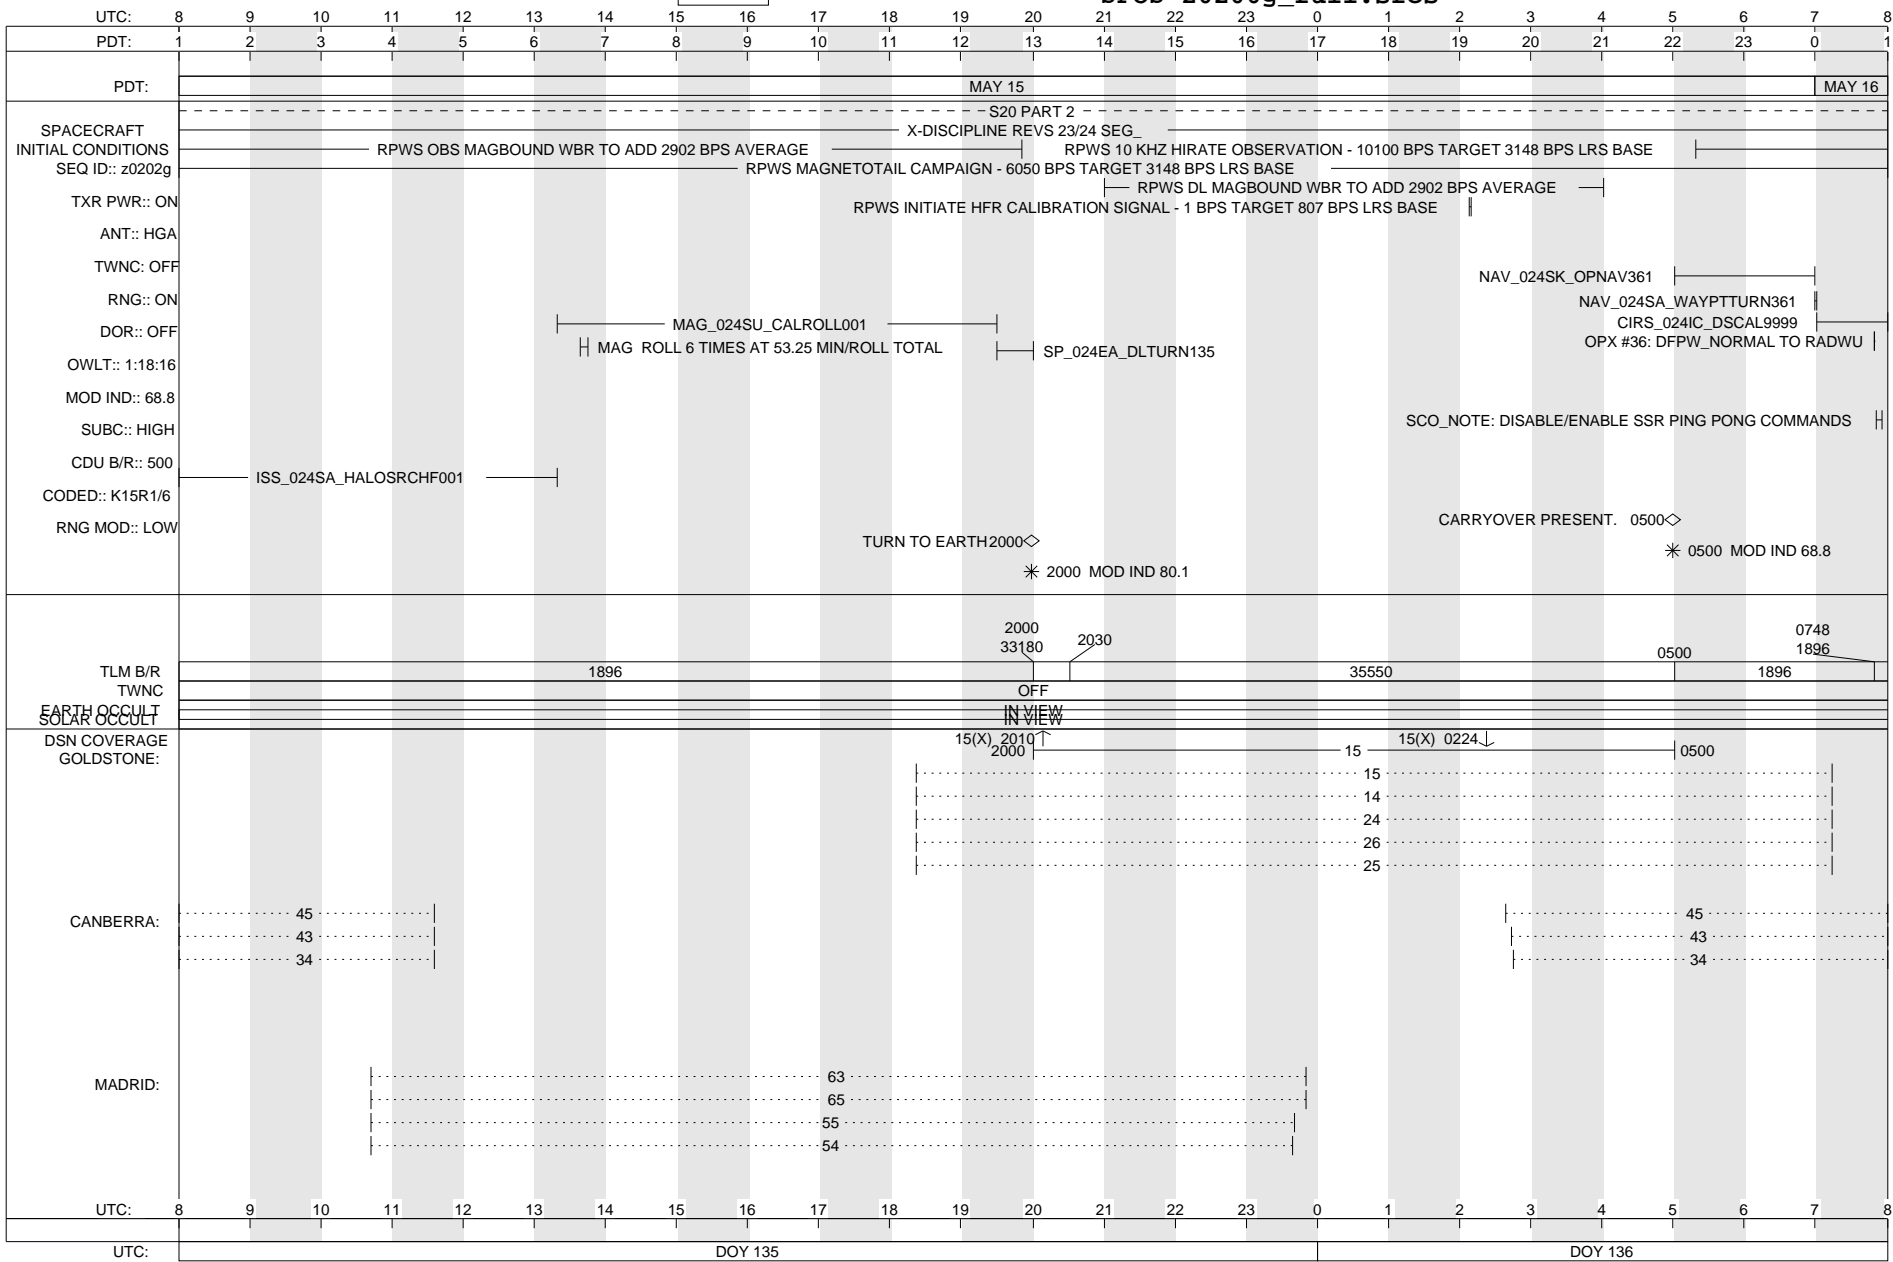 UTC: 8 9 10 11 12 13 14 15 16 17 18 19 20 21 22 23 0 1 2 3 4 5 6 7 8
PDT: 1 2 3 4 5 6 7 8 9 10 11 12 13 14 15 16 17 18 19 20 21 22 23 0 1
PDT: MAY 15 MAY 16
S20 PART 2
SPACECRAFT X-DISCIPLINE REVS 23/24 SEG_
INITIAL CONDITIONS RPWS OBS MAGBOUND WBR TO ADD 2902 BPS AVERAGE RPWS 10 KHZ HIRATE OBSERVATION - 10100 BPS TARGET 3148 BPS LRS BASE
SEQ ID:: z0202g RPWS MAGNETOTAIL CAMPAIGN - 6050 BPS TARGET 3148 BPS LRS BASE
RPWS DL MAGBOUND WBR TO ADD 2902 BPS AVERAGE
TXR PWR:: ON RPWS INITIATE HFR CALIBRATION SIGNAL - 1 BPS TARGET 807 BPS LRS BASE
ANT:: HGA
TWNC: OFF NAV_024SK_OPNAV361
RNG:: ON NAV_024SA_WAYPTTURN361
DOR:: OFF MAG_024SU_CALROLL001 CIRS_024IC_DSCAL9999
MAG ROLL 6 TIMES AT 53.25 MIN/ROLL TOTAL SP_024EA_DLTURN135 OPX #36: DFPW_NORMAL TO RADWU
OWLT:: 1:18:16
MOD IND:: 68.8
SUBC:: HIGH SCO_NOTE: DISABLE/ENABLE SSR PING PONG COMMANDS
CDU B/R:: 500
ISS_024SA_HALOSRCHF001
CODED:: K15R1/6
RNG MOD:: LOW CARRYOVER PRESENT. 0500
TURN TO EARTH 2000 0500 MOD IND 68.8
2000 MOD IND 80.1
2000 2030 0748
33180 0500 1896
TLM B/R 1896 35550 1896
TWNC OFF
EARTH OCCULT IN VIEW
SOLAR OCCULT IN VIEW
DSN COVERAGE 15(X) 2010 15(X) 0224
GOLDSTONE: 2000 15 0500
15
14
24
26
25
CANBERRA: 45 45
43 43
34 34
MADRID: 63
65
55
54
UTC: 8 9 10 11 12 13 14 15 16 17 18 19 20 21 22 23 0 1 2 3 4 5 6 7 8
UTC: DOY 135 DOY 136